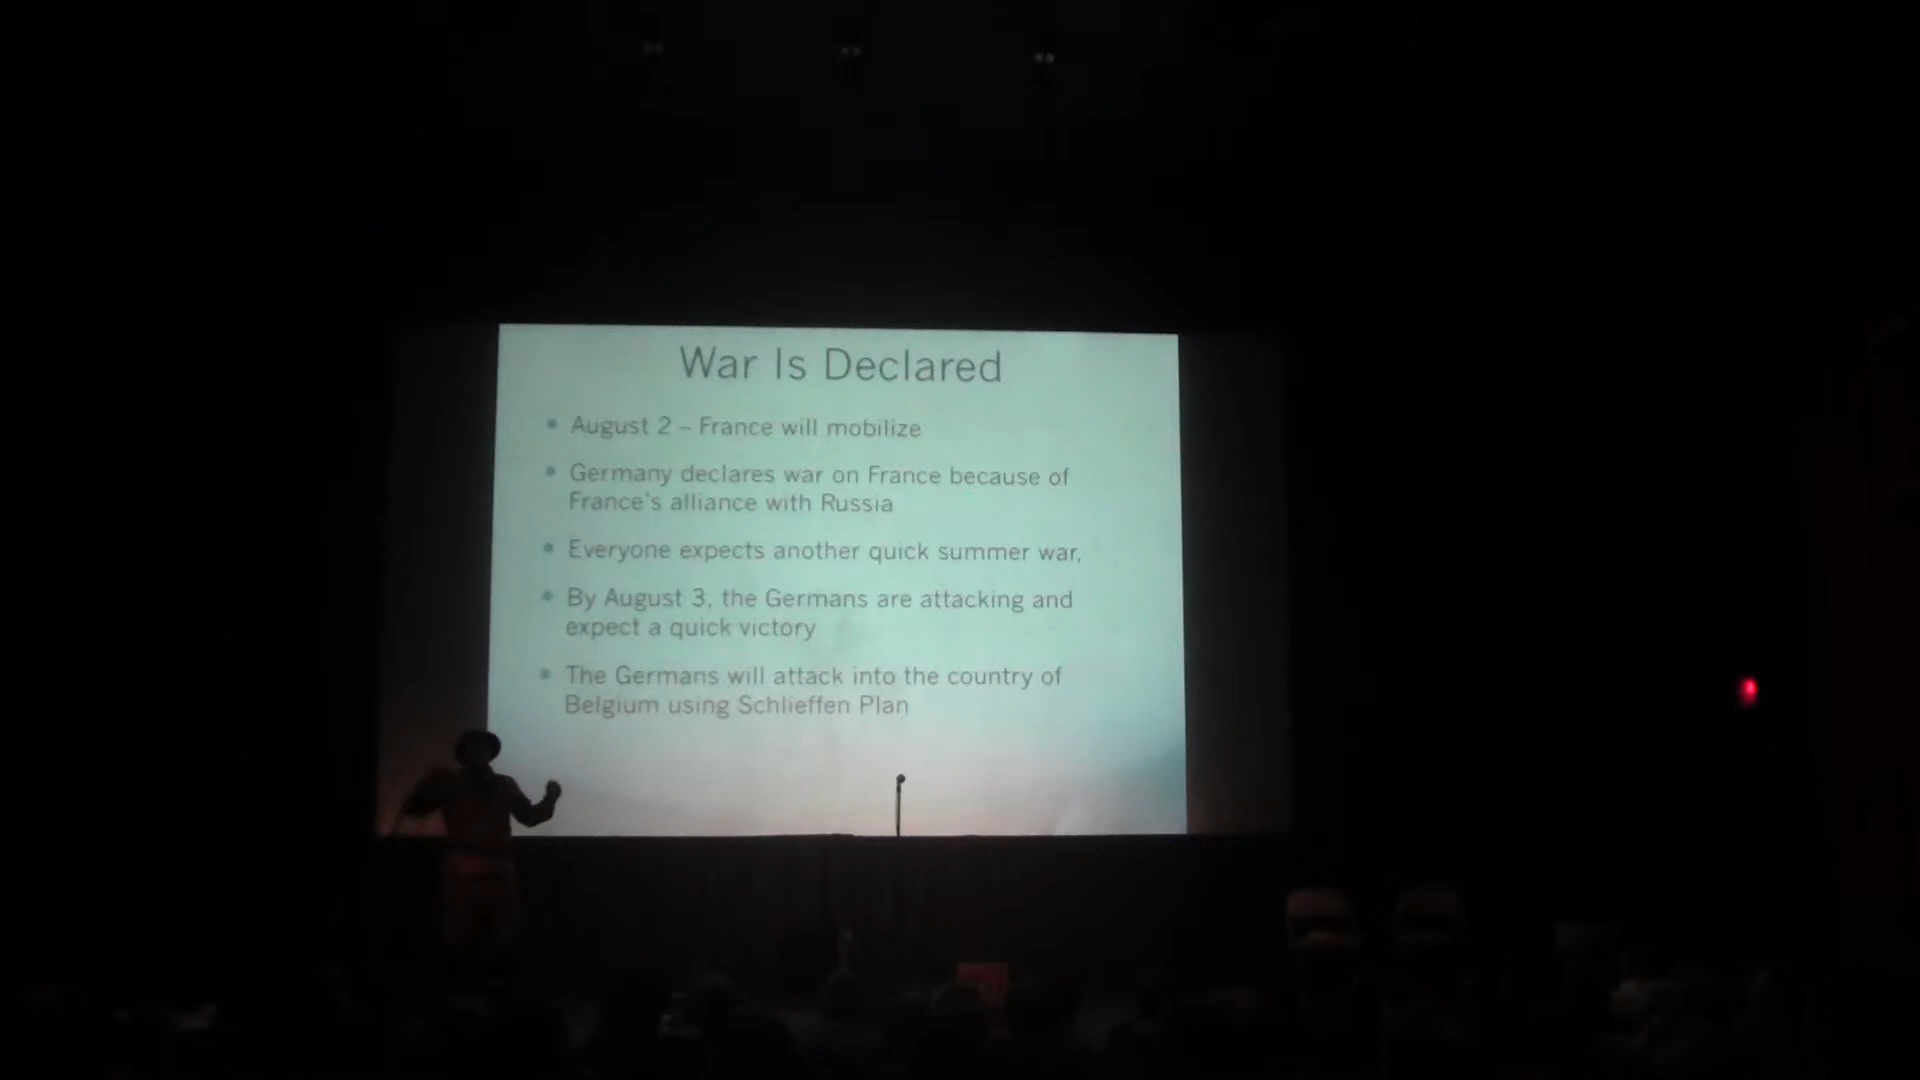 War Is Declared
• August 2 – France will mobilize
• Germany declares war on France because of
France's alliance with Russia
• Everyone expects another quick summer war,
• By August 3, the Germans are attacking and
expect a quick victory
• The Germans will attack into the country of
Belgium using Schlieffen Plan